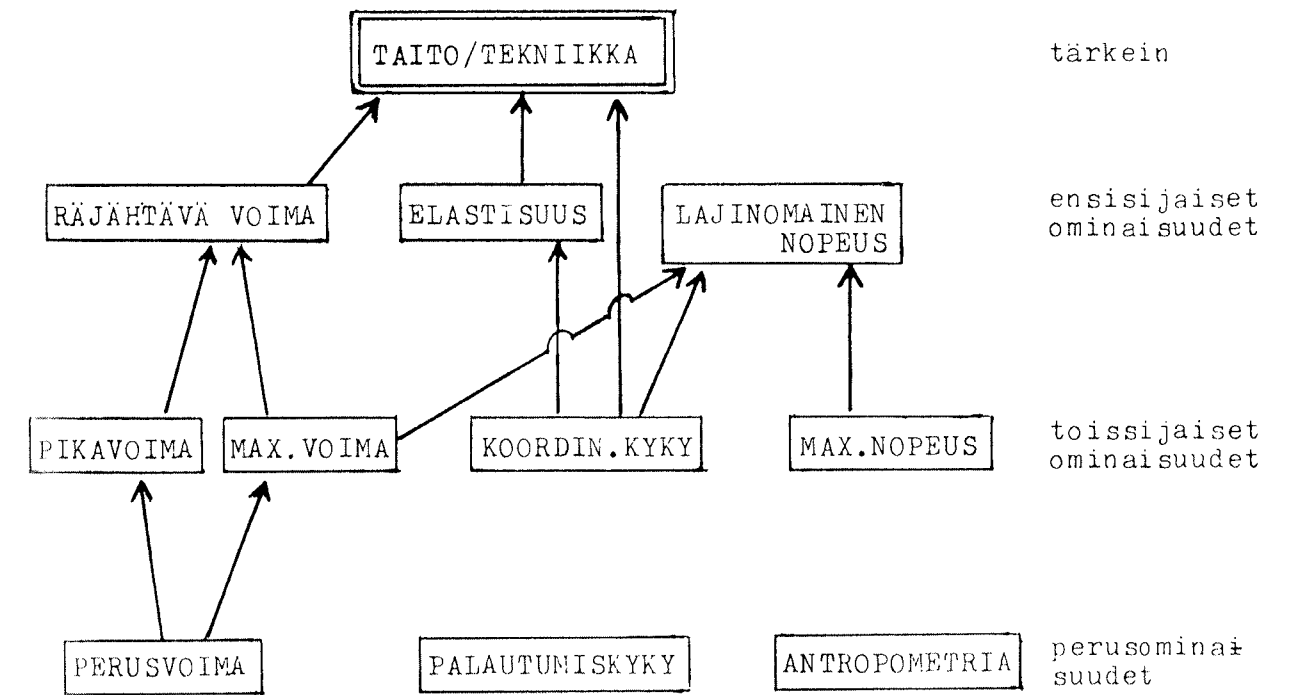 TAITO/TEKNIIKKA
tärkein
RÄJÄHTÄVÄ VOIMA
ELASTISUUS
LAJINOMAINEN
NOPEUS
ensisijaiset
ominaisuudet
PIKAVOIMA
MAX.VOIMA
KOORDIN.KYKY
MAX.NOPEUS
toissijaiset
ominaisuudet
PERUSVOIMA
PALAUTUMISKYKY
ANTROPOMETRIA
perusominai
suudet